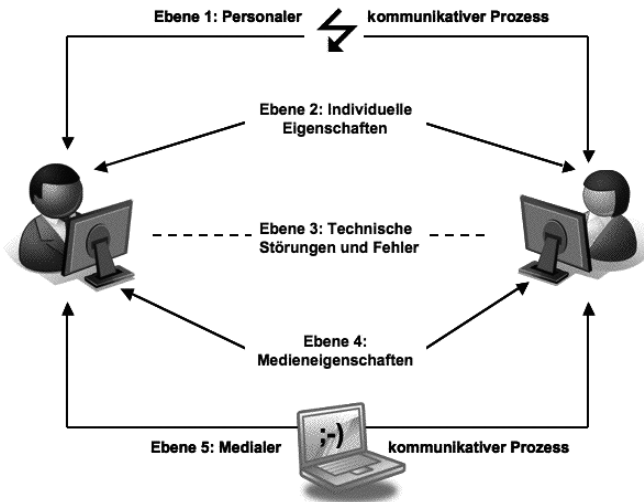 Ebene 1: Personaler kommunikativer Prozess
Ebene 2: Individuelle
Eigenschaften
Ebene 3: Technische
Störungen und Fehler
Ebene 4:
Medieneigenschaften
;-)
Ebene 5: Medialer kommunikativer Prozess